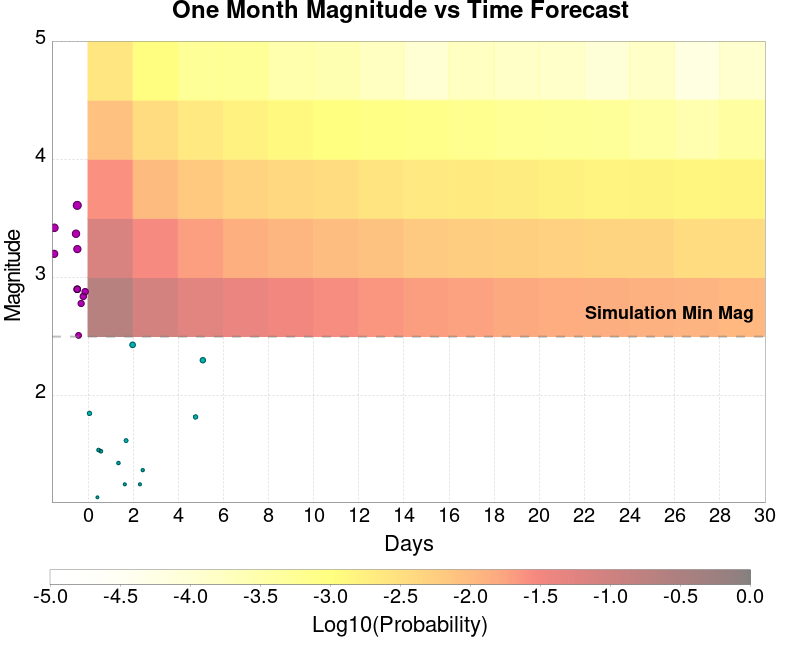 One Month Magnitude vs Time Forecast
5
4
3
2
Magnitude
Simulation Min Mag
0 2 4 6 8 10 12 14 16 18 20 22 24 26 28 30
Days
-5.0 -4.5 -4.0 -3.5 -3.0 -2.5 -2.0 -1.5 -1.0 -0.5 0.0
Log10(Probability)